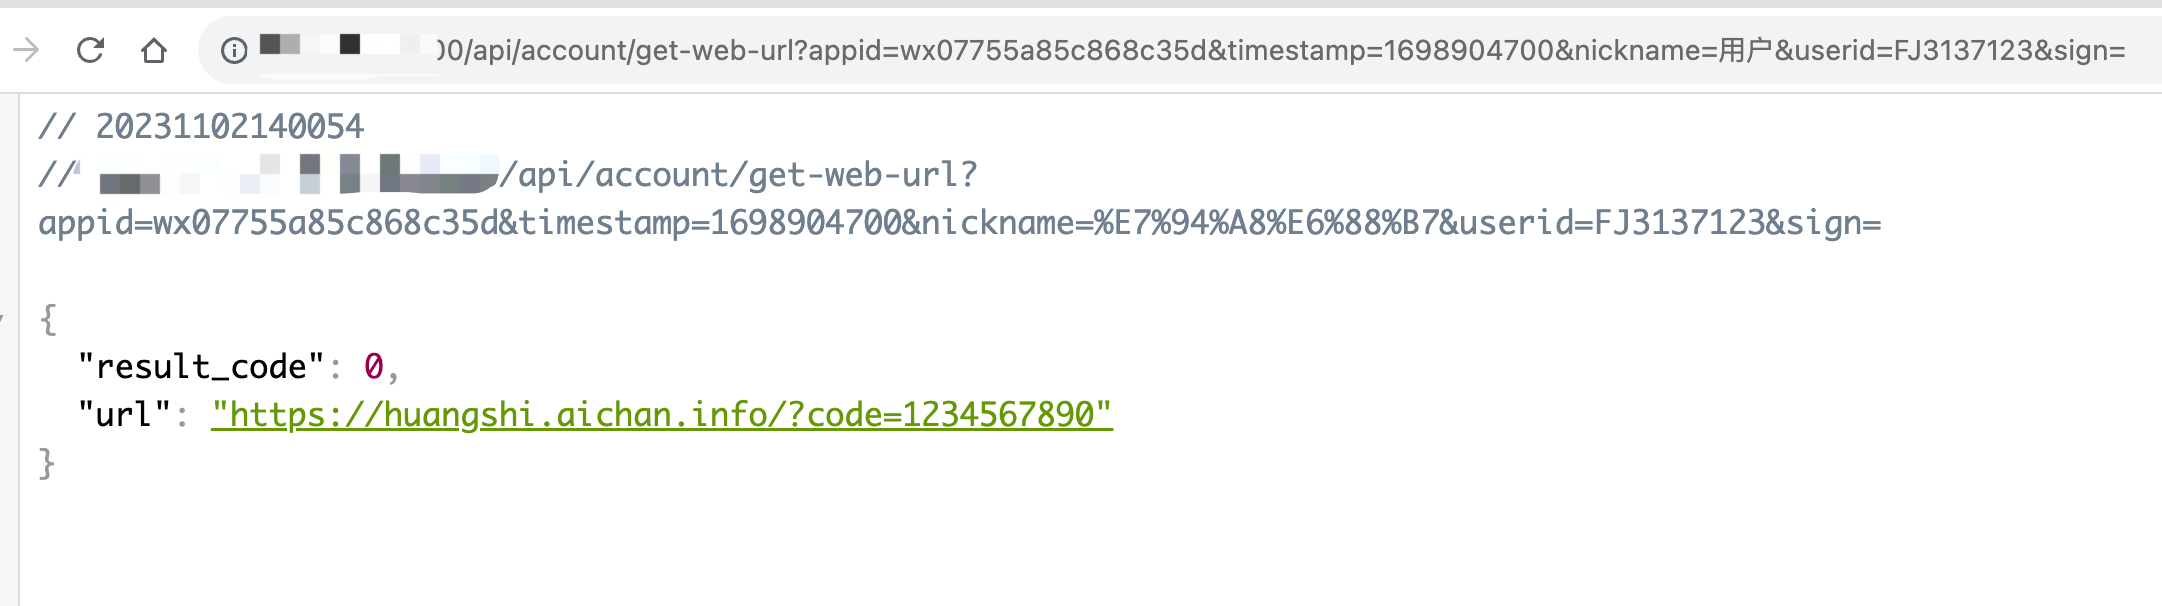 00/api/account/get-web-url?appid=wx07755a85c868c35d&timestamp=1698904700&nickname=用户&userid=FJ3137123&sign=
// 20231102140054
// /api/account/get-web-url?
appid=wx07755a85c868c35d&timestamp=1698904700&nickname=%E7%94%A8%E6%88%B7&userid=FJ3137123&sign=
{
"result_code": 0,
"url": "https://huangshi.aichan.info/?code=1234567890"
}